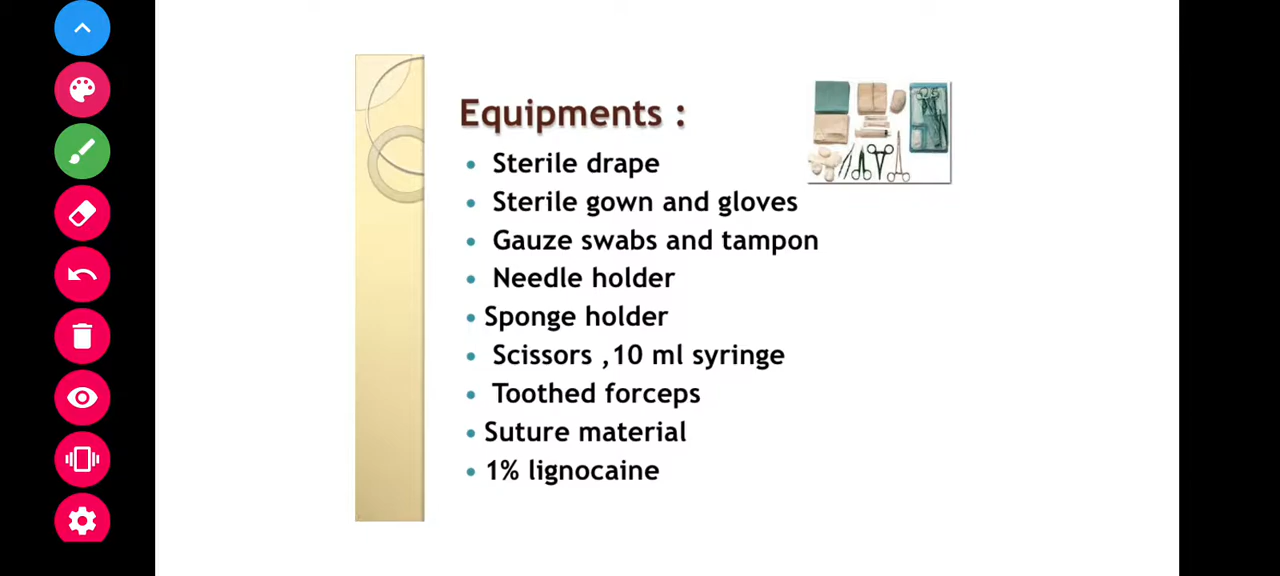 Equipments :
• Sterile drape
• Sterile gown and gloves
• Gauze swabs and tampon
• Needle holder
• Sponge holder
• Scissors ,10 ml syringe
• Toothed forceps
• Suture material
• 1% lignocaine